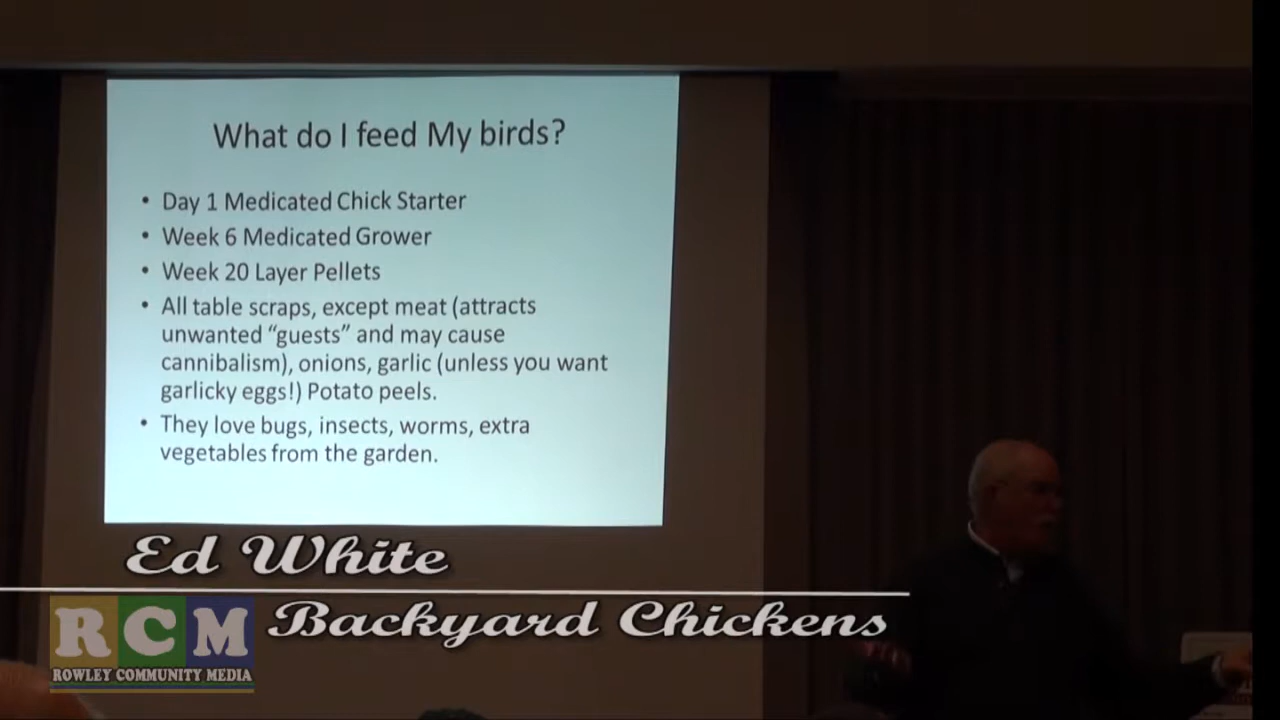 What do I feed My birds?
• Day 1 Medicated Chick Starter
• Week 6 Medicated Grower
• Week 20 Layer Pellets
• All table scraps, except meat (attracts
unwanted “guests” and may cause
cannibalism), onions, garlic (unless you want
garlicky eggs!) Potato peels.
• They love bugs, insects, worms, extra
vegetables from the garden.
Ed White
Backyard Chickens
RCM
ROWLEY COMMUNITY MEDIA